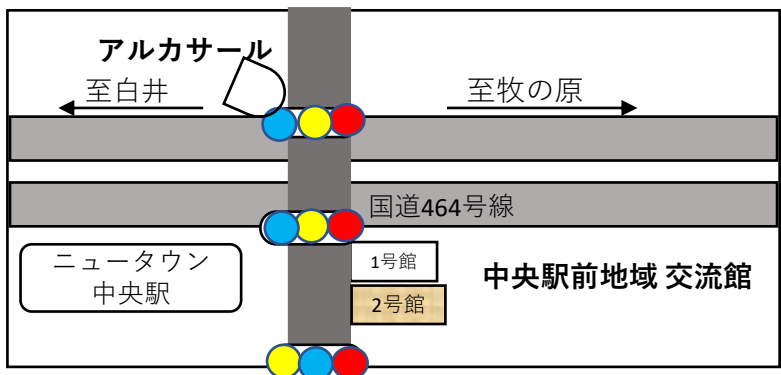 アルカサール
至白井
至牧の原
国道464号線
ニュータウン
中央駅
1号館
2号館
中央駅前地域 交流館